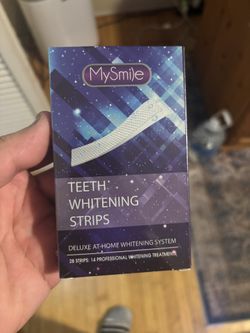 MySmile
TEETH
WHITENING
STRIPS
DELUXE AT-HOME WHITENING SYSTEM
28 STRIPS: 14 PROFESSIONAL WHITENING TREATMENTS